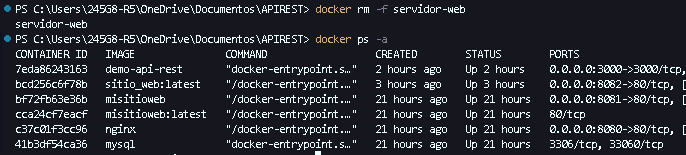 PS C:\Users\245G8-R5\OneDrive\Documentos\APIREST> docker rm -f servidor-web
servidor-web
PS C:\Users\245G8-R5\OneDrive\Documentos\APIREST> docker ps -a
CONTAINER ID IMAGE COMMAND CREATED STATUS PORTS
7eda86243163 demo-api-rest "docker-entrypoint.s…" 2 hours ago Up 2 hours 0.0.0.0:3000->3000/tcp,
bcd256c6f78b sitio_web:latest "/docker-entrypoint.…" 3 hours ago Up 3 hours 0.0.0.0:8082->80/tcp, [
bf72fb63e36b misitioweb "/docker-entrypoint.…" 21 hours ago Up 21 hours 0.0.0.0:8081->80/tcp, [
cca24cf7eacf misitioweb:latest "/docker-entrypoint.…" 21 hours ago Up 21 hours 80/tcp
c37c01f3cc96 nginx "/docker-entrypoint.…" 21 hours ago Up 21 hours 0.0.0.0:8080->80/tcp, [
41b3df54ca36 mysql "docker-entrypoint.s…" 21 hours ago Up 21 hours 3306/tcp, 33060/tcp